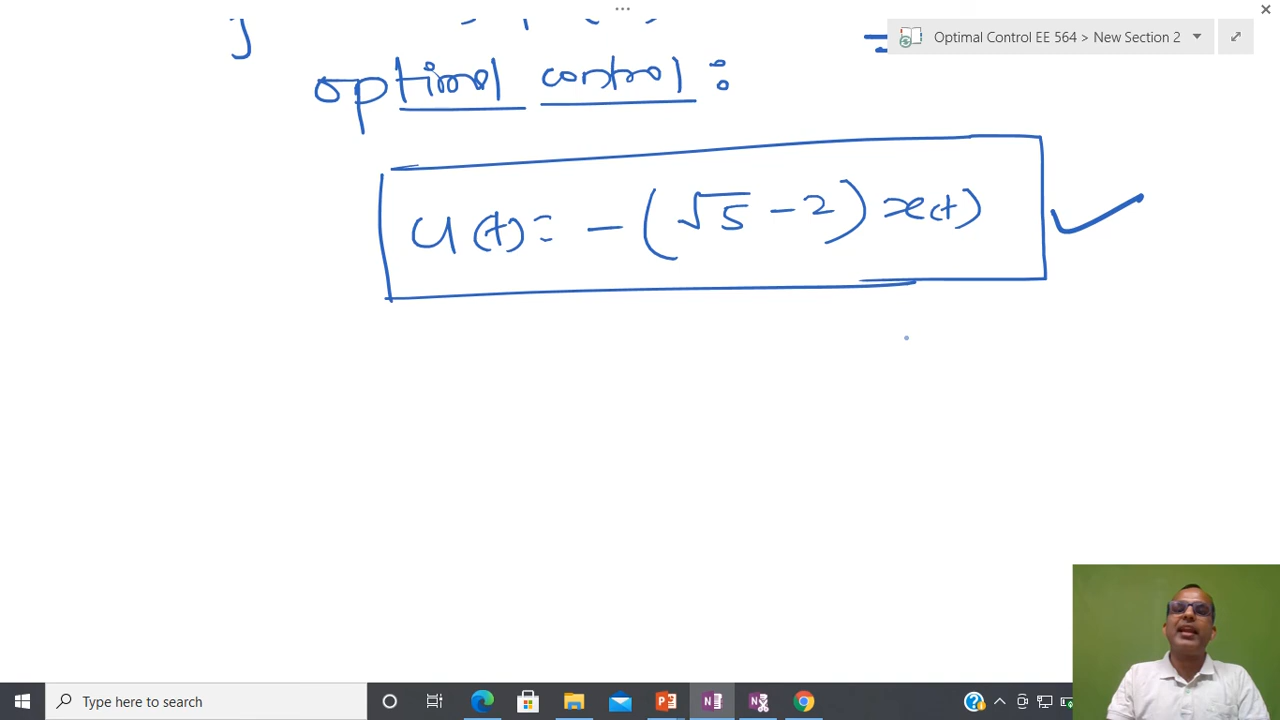 Optimal Control EE 564 > New Section 2
optimal control :
u(t) = - (√5 - 2) x(t)
Type here to search